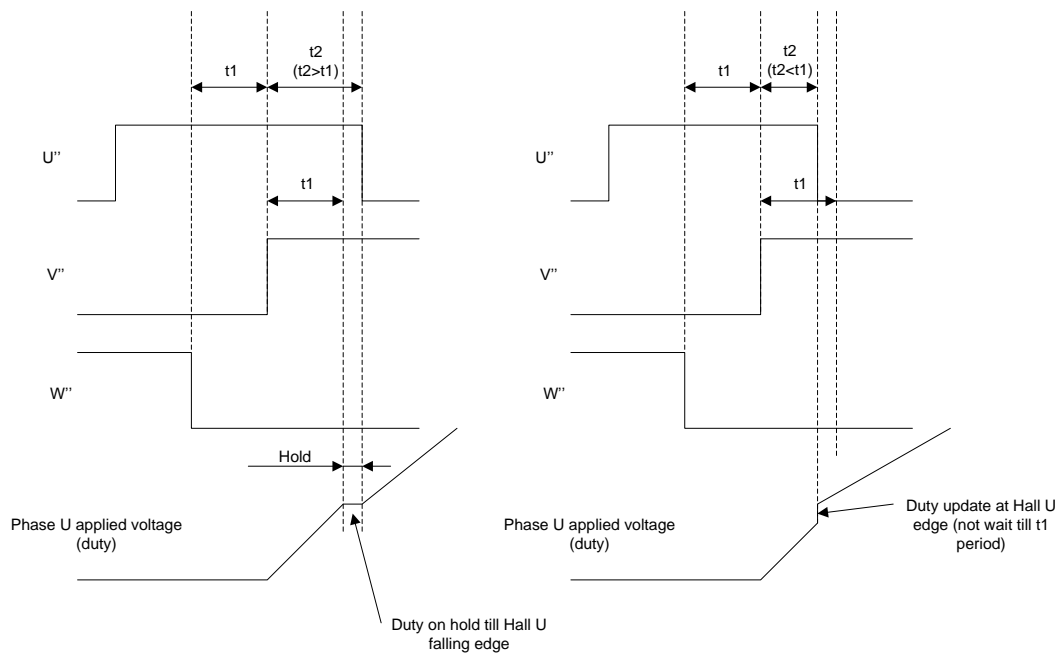 t1
t2
(t2>t1)
U''
t1
V''
W''
Hold
Phase U applied voltage
(duty)
Duty on hold till Hall U
falling edge
t1
t2
(t2<t1)
U''
t1
V''
W''
Phase U applied voltage
(duty)
Duty update at Hall U
edge (not wait till t1
period)